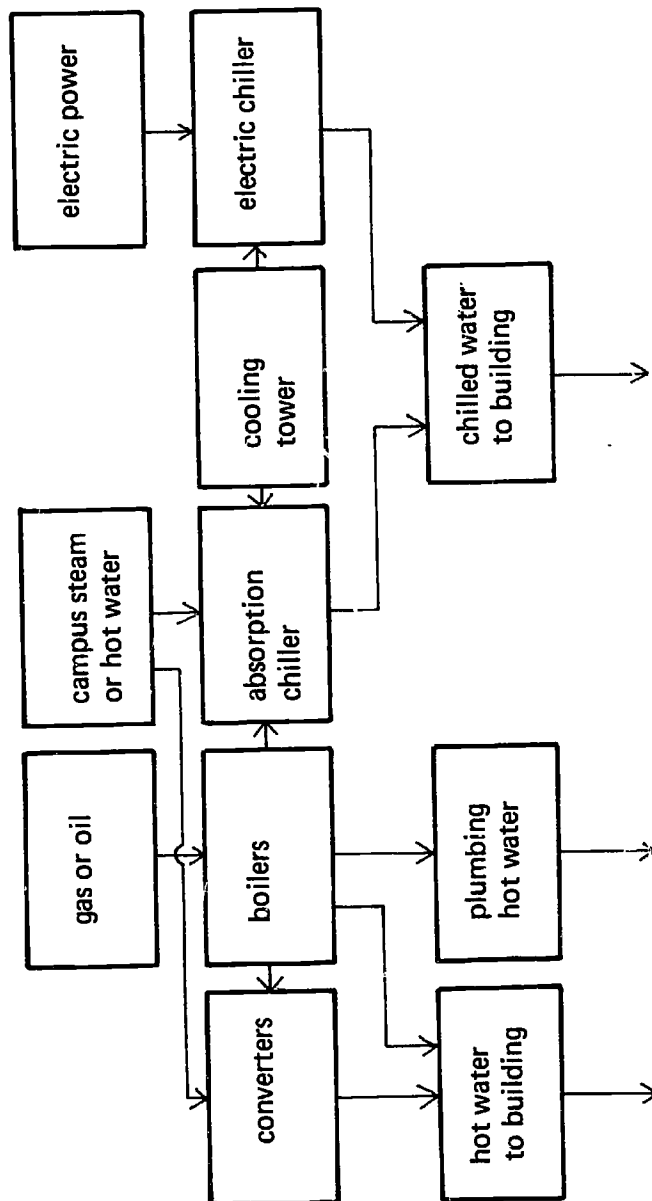 gas or oil
campus steam
or hot water
electric power
converters
boilers
absorption
chiller
cooling
tower
electric chiller
hot water
to building
plumbing
hot water
chilled water
to building